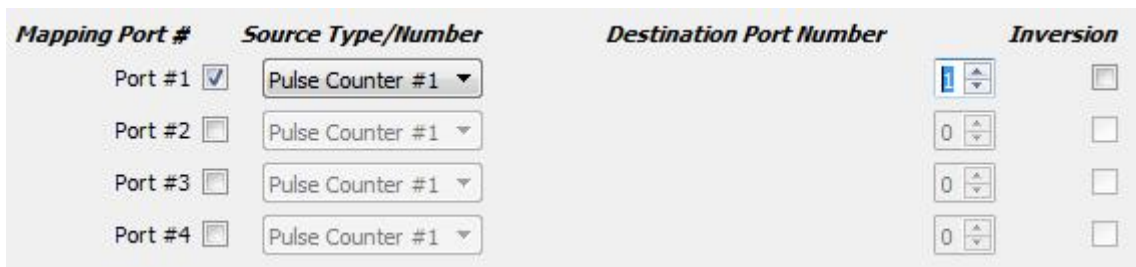 Mapping Port # Source Type/Number Destination Port Number Inversion
Port #1 Pulse Counter #1 1
Port #2 Pulse Counter #1 0
Port #3 Pulse Counter #1 0
Port #4 Pulse Counter #1 0